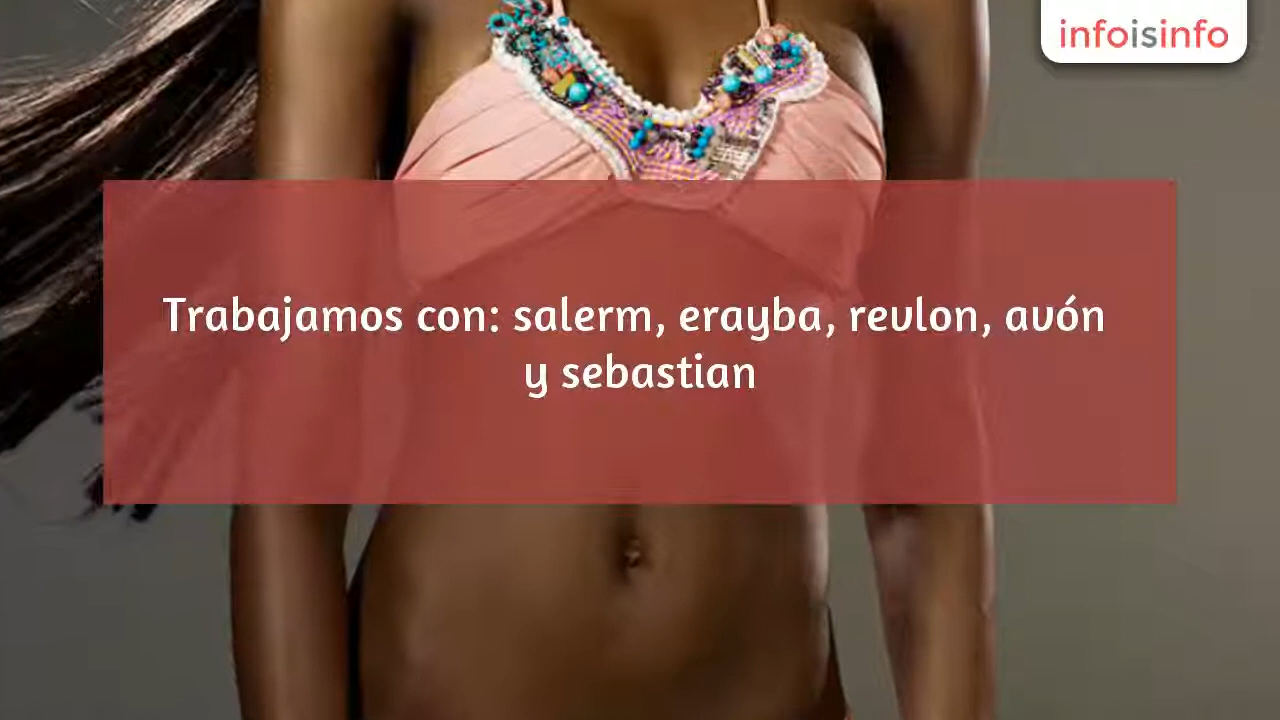 infoisinfo
Trabajamos con: salerm, erayba, revlon, avón
y sebastian